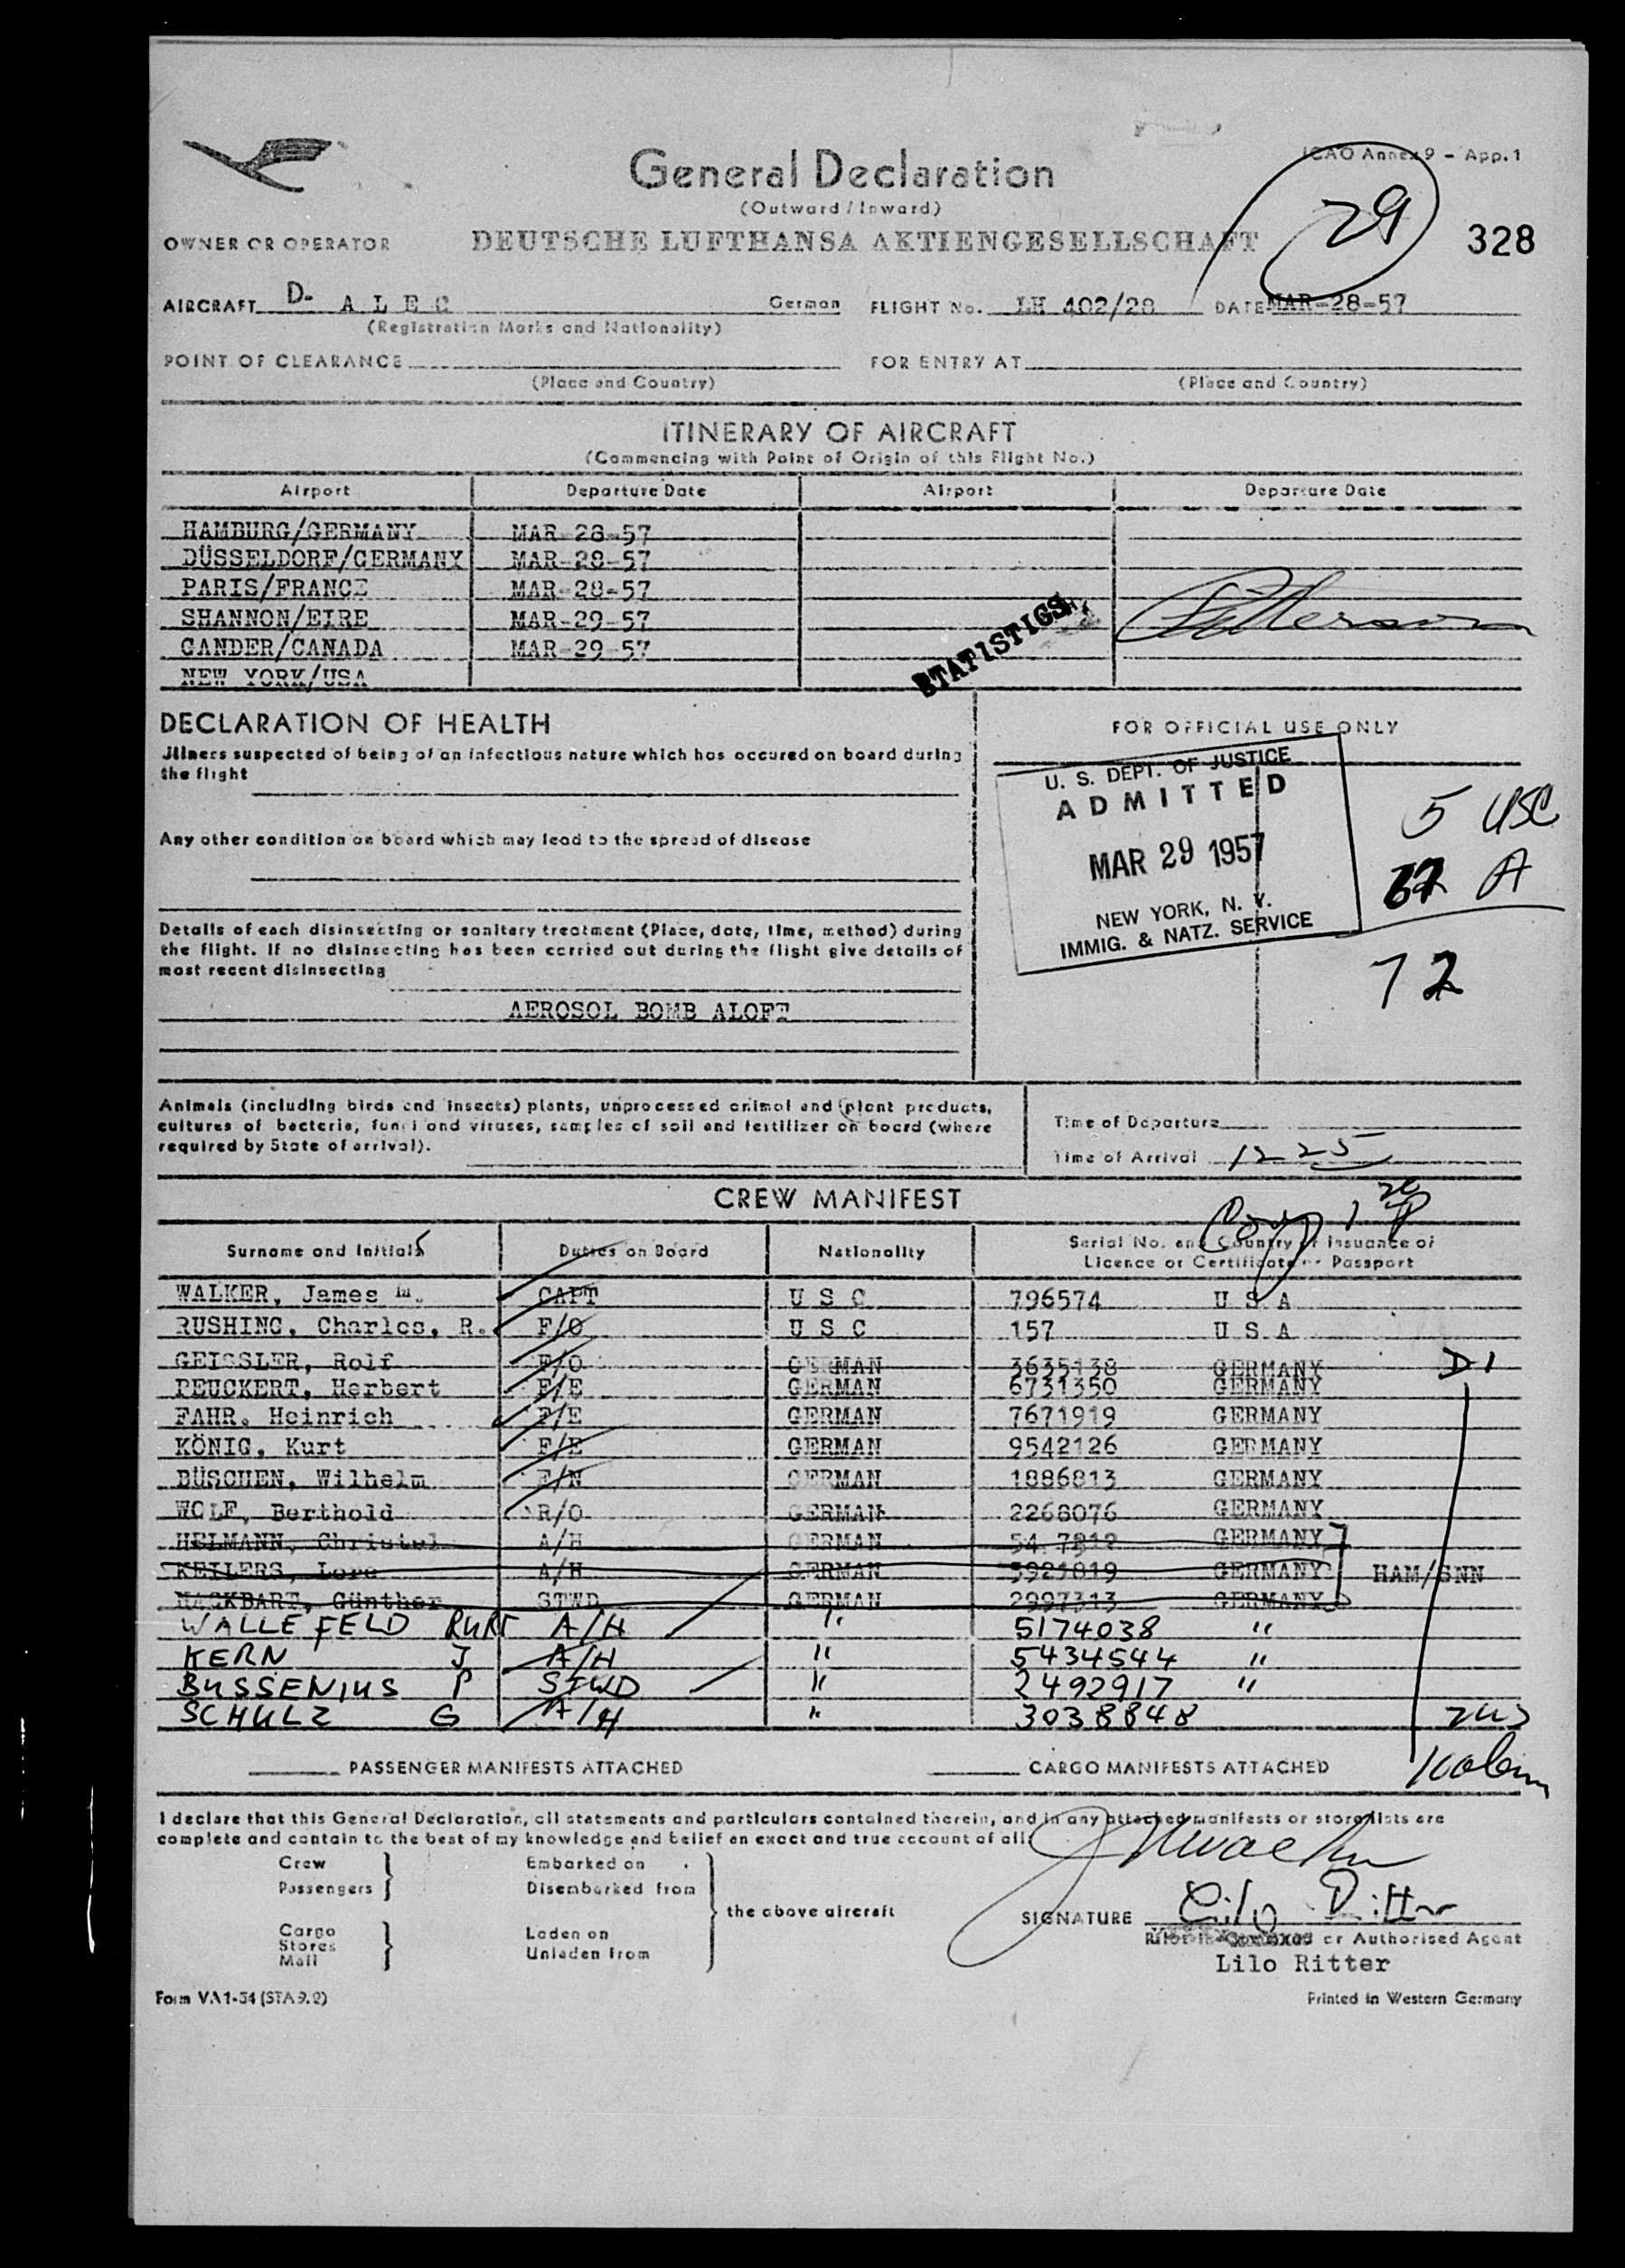 ICAO Annex 9 - App. 1
General Declaration
(Outward / Inward)
29
328
OWNER OR OPERATOR DEUTSCHE LUFTHANSA AKTIENGESELLSCHAFT
AIRCRAFT D- A L E C German FLIGHT No. LH 402/28 DATE MAR-28-57
(Registration Marks and Nationality)
POINT OF CLEARANCE FOR ENTRY AT
(Place and Country) (Place and Country)
ITINERARY OF AIRCRAFT
(Commencing with Point of Origin of this Flight No.)
Airport Departure Date Airport Departure Date
HAMBURG/GERMANY MAR-28-57
DÜSSELDORF/GERMANY MAR-28-57
PARIS/FRANCE MAR-28-57
SHANNON/EIRE MAR-29-57
GANDER/CANADA MAR-29-57
NEW YORK/USA
STATISTICS
DECLARATION OF HEALTH
FOR OFFICIAL USE ONLY
Illners suspected of being of an infectious nature which has occured on board during
the flight
U. S. DEPT. OF JUSTICE
ADMITTED
MAR 29 1957
NEW YORK, N. Y.
IMMIG. & NATZ. SERVICE
5 USC
67 A
72
Any other condition on board which may lead to the spread of disease
Details of each disinsecting or sanitary treatment (Place, date, time, method) during
the flight. If no disinsecting has been carried out during the flight give details of
most recent disinsecting
AEROSOL BOMB ALOFT
Animals (including birds and insects) plants, unprocessed animal and plant products,
cultures of bacteria, fungi and viruses, samples of soil and fertilizer on board (where
required by State of arrival).
Time of Departure
Time of Arrival 1225
CREW MANIFEST
Surname and Initials Duties on Board Nationality Serial No. and Country of Issuance of
Licence or Certificate or Passport
WALKER, James M. CAPT U S C 796574 U S A
RUSHING, Charles, R. F/O U S C 157 U S A
GEISSLER, Rolf F/O GERMAN 3635138 GERMANY D1
PEUCKERT, Herbert F/E GERMAN 6731350 GERMANY
FAHR, Heinrich F/E GERMAN 7671919 GERMANY
KÖNIG, Kurt F/E GERMAN 9542126 GERMANY
BÜSCHEN, Wilhelm F/N GERMAN 1886813 GERMANY
WOLF, Berthold R/O GERMAN 2268076 GERMANY
HELMANN, Christel A/H GERMAN GERMANY
KEILERS, Lore A/H GERMAN GERMANY HAM/SNN
Günther STWD GERMAN 2997313 GERMANY
WALLEFELD RURT A/H " 5174038 "
KERN J A/H " 5434544 "
BUSSENIUS P STWD " 2492917 "
SCHULZ G A/H " 3038848
PASSENGER MANIFESTS ATTACHED CARGO MANIFESTS ATTACHED
I declare that this General Declaration, all statements and particulars contained therein, and in any attached manifests or store lists are
complete and contain to the best of my knowledge and belief an exact and true account of all:
Crew Embarked on
Passengers Disembarked from
the above aircraft
Cargo Laden on
Stores Unladen from
Mail
SIGNATURE Lilo Ritter
or Authorised Agent
Lilo Ritter
Form VA1-54 (STA9.2) Printed in Western Germany